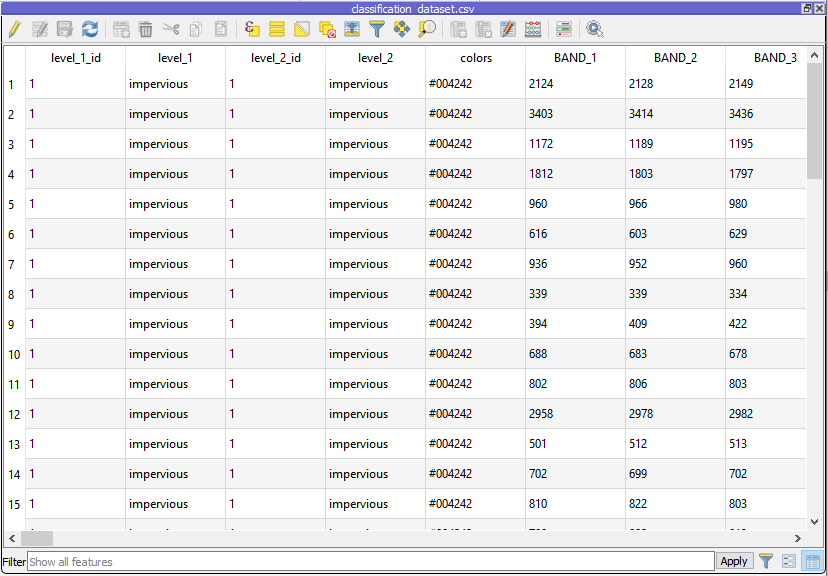 classification dataset.csv
level_1_id level_1 level_2_id level_2 colors BAND_1 BAND_2 BAND_3
1 1 impervious 1 impervious #004242 2124 2128 2149
2 1 impervious 1 impervious #004242 3403 3414 3436
3 1 impervious 1 impervious #004242 1172 1189 1195
4 1 impervious 1 impervious #004242 1812 1803 1797
5 1 impervious 1 impervious #004242 960 966 980
6 1 impervious 1 impervious #004242 616 603 629
7 1 impervious 1 impervious #004242 936 952 960
8 1 impervious 1 impervious #004242 339 339 334
9 1 impervious 1 impervious #004242 394 409 422
10 1 impervious 1 impervious #004242 688 683 678
11 1 impervious 1 impervious #004242 802 806 803
12 1 impervious 1 impervious #004242 2958 2978 2982
13 1 impervious 1 impervious #004242 501 512 513
14 1 impervious 1 impervious #004242 702 699 702
15 1 impervious 1 impervious #004242 810 822 803
Filter Show all features Apply